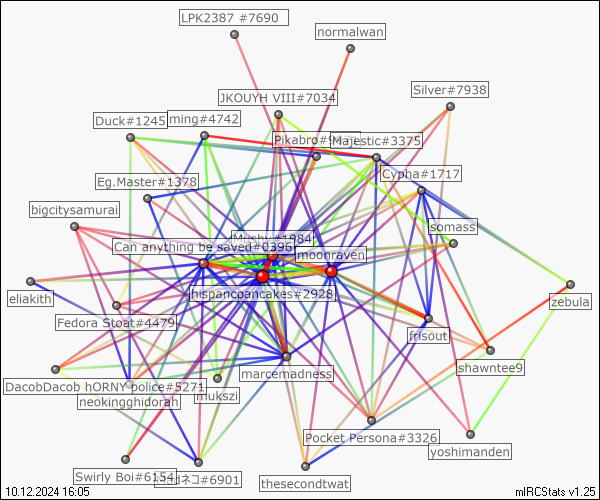 LPK2387 #7690
normalwan
Silver#7938
JKOUYH VIII#7034
Duck#1245
ming#4742
Pikabro#9
Majestic#3375
Cypha#1717
Eg.Master#1378
bigcitysamurai
somass
Mushy#1984
Can anything be saved#0396
moonraven
eliakith
hispancpancakes#2928
zebula
Fedora Stoat#4479
frisout
shawntee9
marcemadness
DacobDacob hORNY police#5271
mukszi
neokingghidorah
Pocket Persona#3326
yoshimanden
Swirly Boi#6154
ネコ#6901
thesecondtwat
10.12.2024 16:05
mIRCStats v1.25